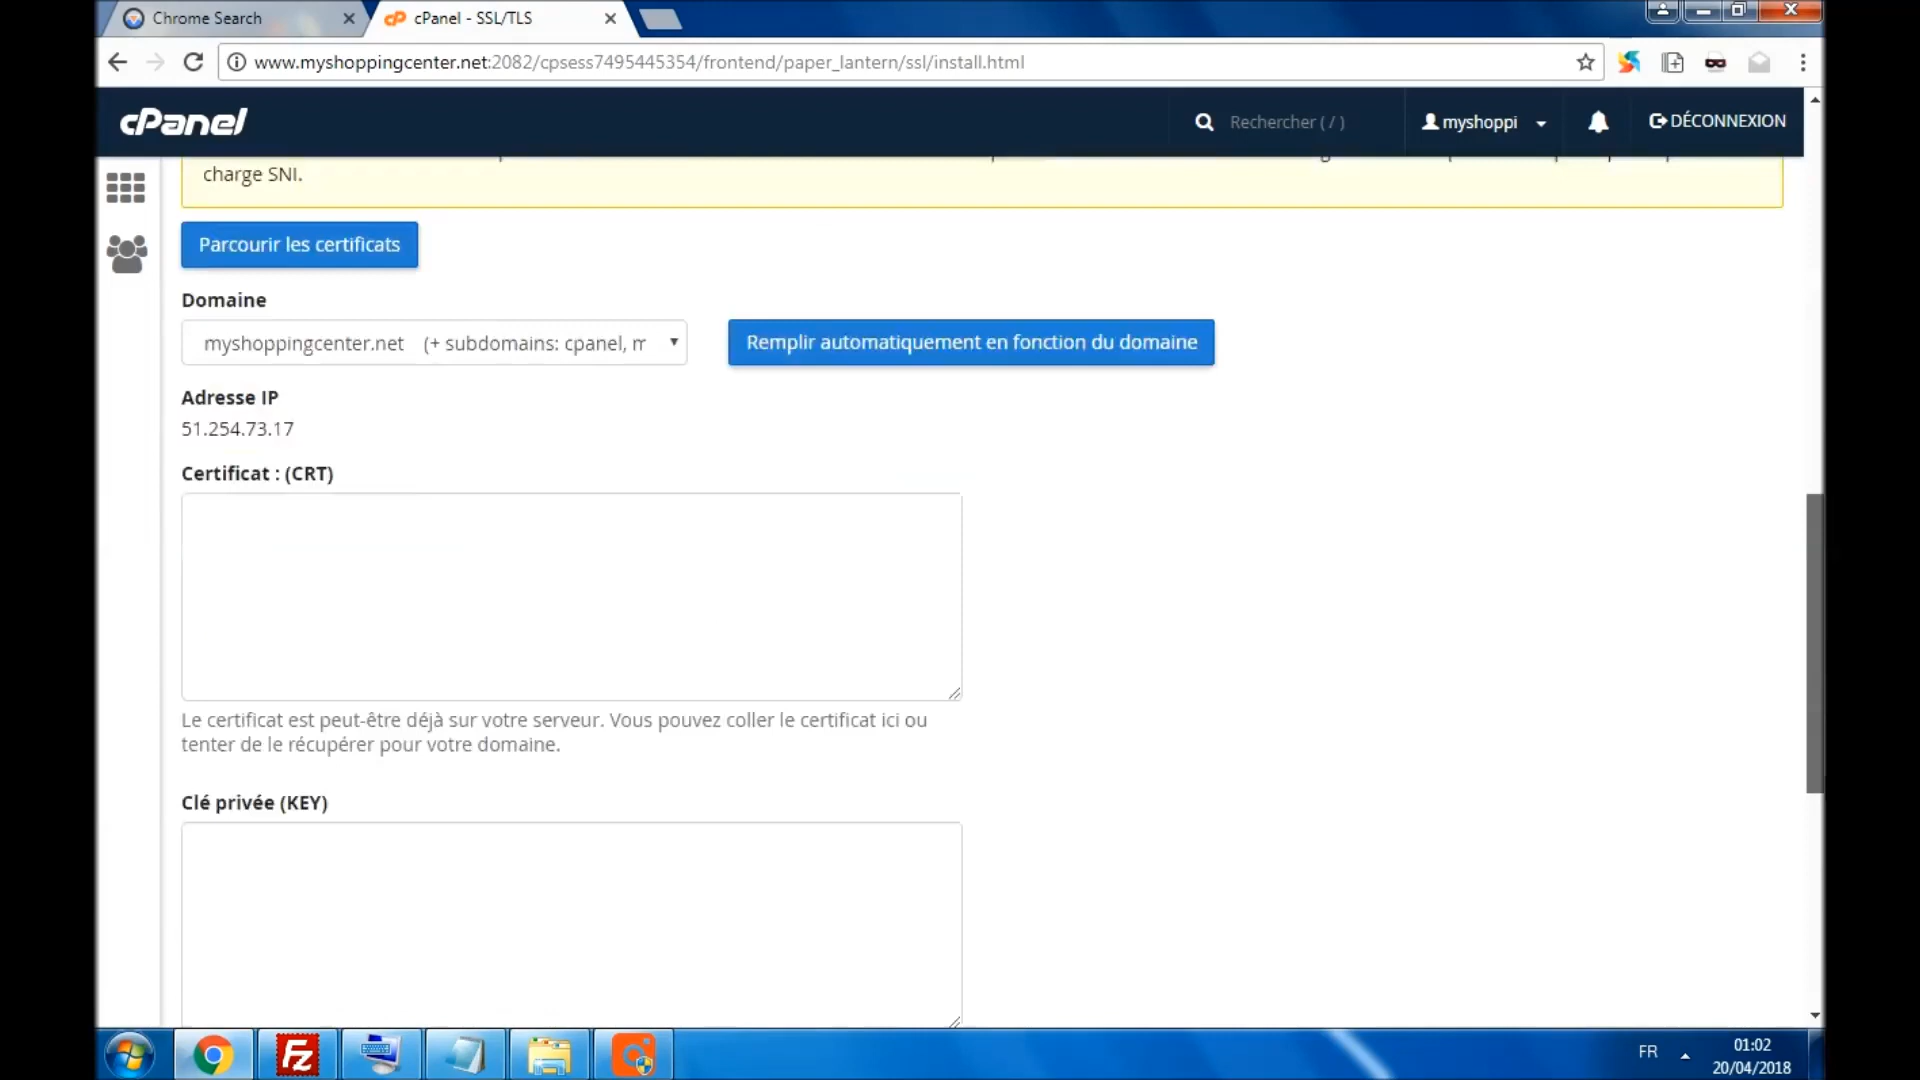 Chrome Search
cPanel - SSL/TLS
www.myshoppingcenter.net:2082/cpsess7495445354/frontend/paper_lantern/ssl/install.html
cPanel
Rechercher ( / )
myshoppi
DÉCONNEXION
charge SNI.
Parcourir les certificats
Domaine
myshoppingcenter.net (+ subdomains: cpanel, m
Remplir automatiquement en fonction du domaine
Adresse IP
51.254.73.17
Certificat : (CRT)
Le certificat est peut-être déjà sur votre serveur. Vous pouvez coller le certificat ici ou
tenter de le récupérer pour votre domaine.
Clé privée (KEY)
FR
01:02
20/04/2018